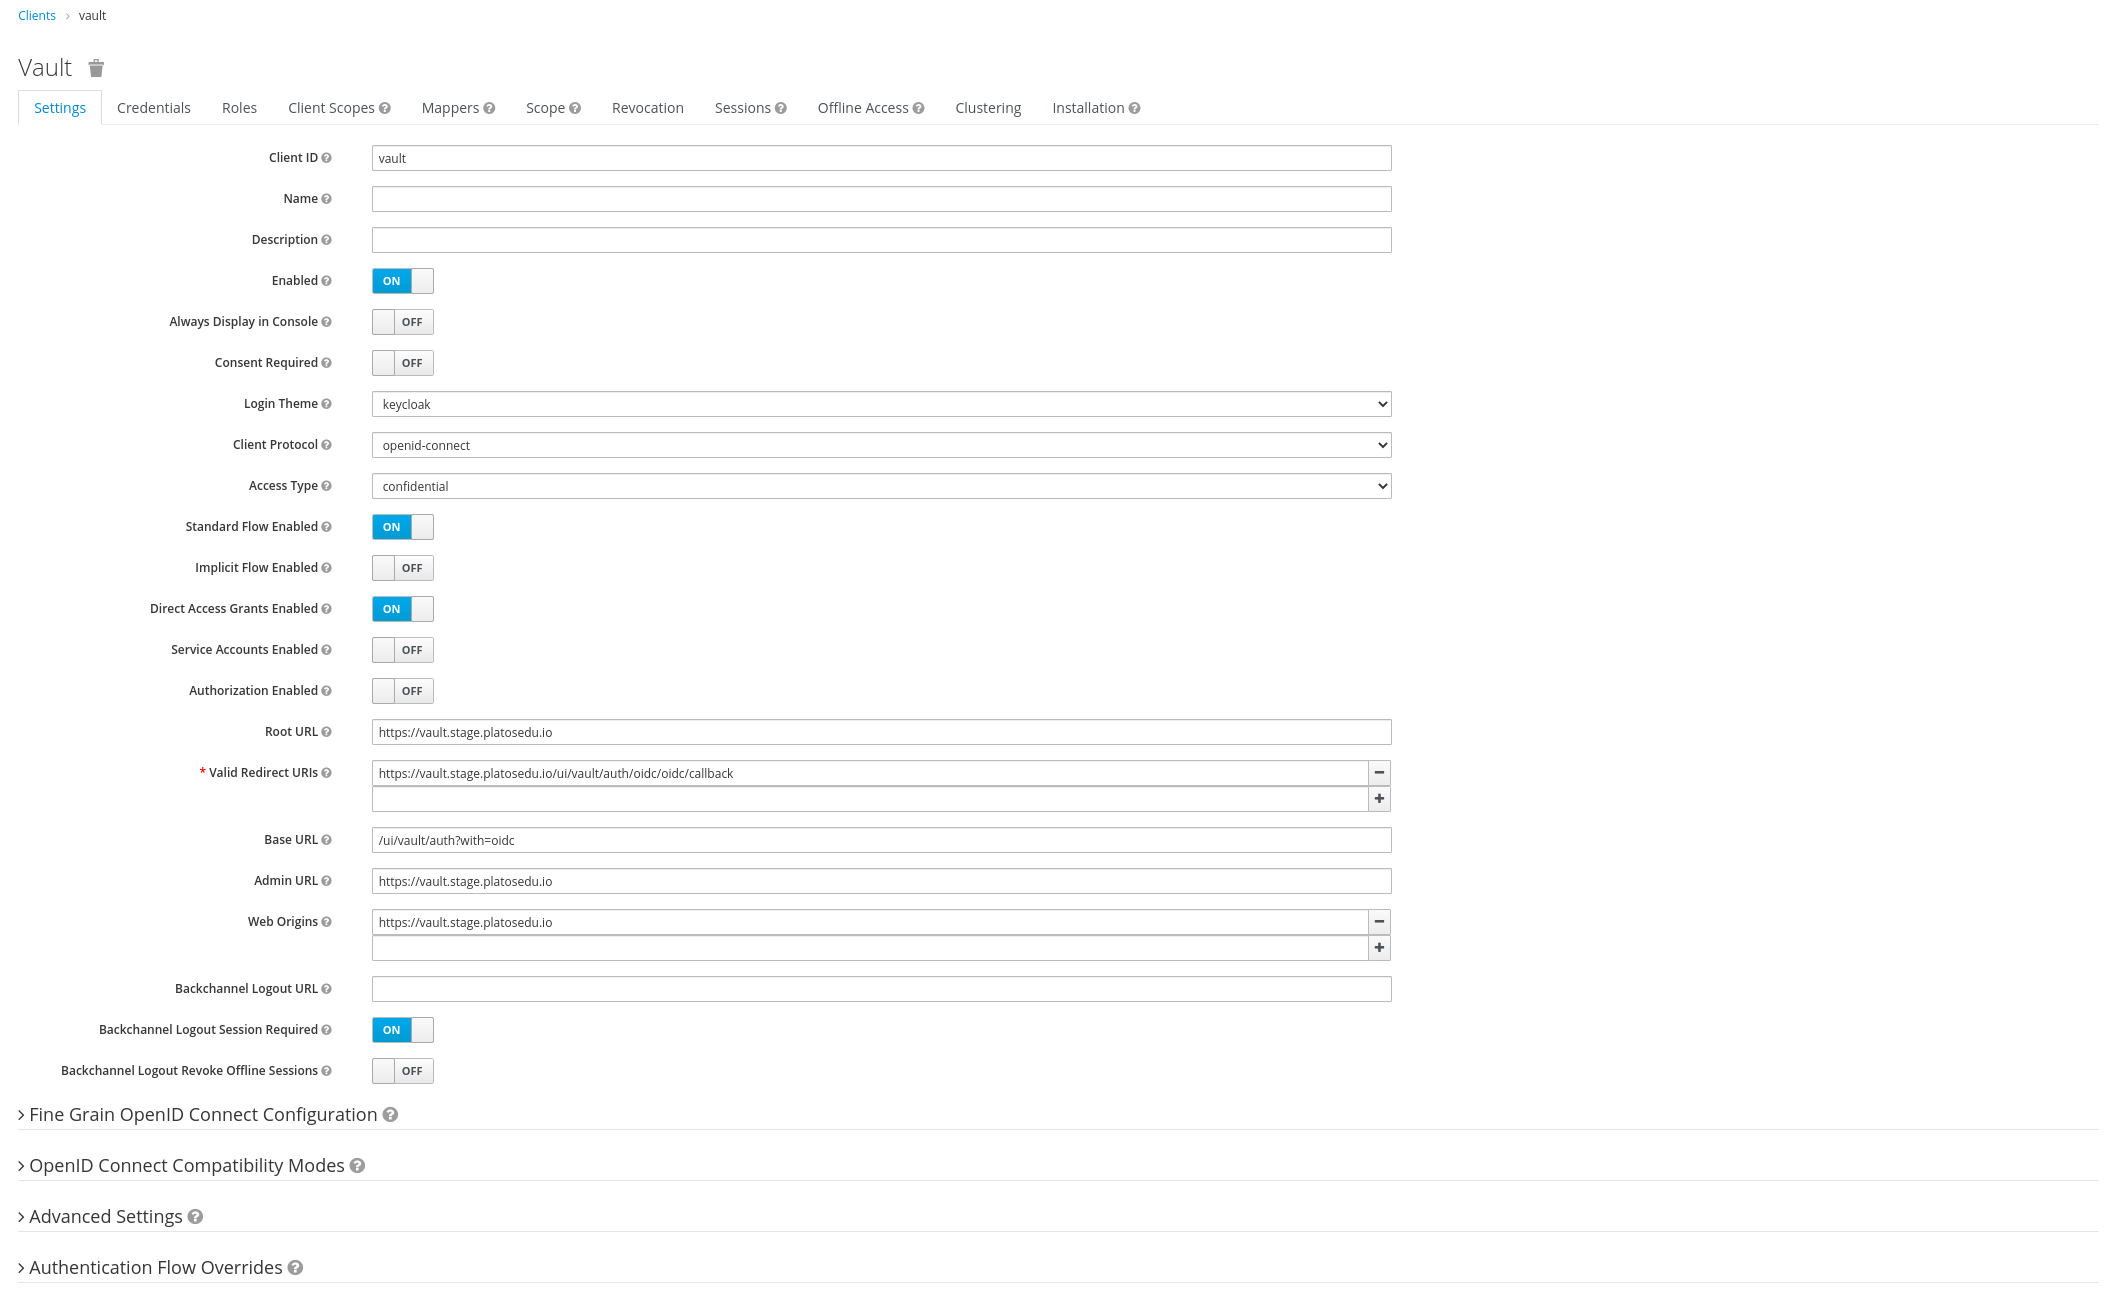 Clients > vault
Vault
Settings Credentials Roles Client Scopes Mappers Scope Revocation Sessions Offline Access Clustering Installation
Client ID vault
Name
Description
Enabled ON
Always Display in Console OFF
Consent Required OFF
Login Theme keycloak
Client Protocol openid-connect
Access Type confidential
Standard Flow Enabled ON
Implicit Flow Enabled OFF
Direct Access Grants Enabled ON
Service Accounts Enabled OFF
Authorization Enabled OFF
Root URL https://vault.stage.platosedu.io
* Valid Redirect URIs https://vault.stage.platosedu.io/ui/vault/auth/oidc/oidc/callback
Base URL /ui/vault/auth?with=oidc
Admin URL https://vault.stage.platosedu.io
Web Origins https://vault.stage.platosedu.io
Backchannel Logout URL
Backchannel Logout Session Required ON
Backchannel Logout Revoke Offline Sessions OFF
Fine Grain OpenID Connect Configuration
OpenID Connect Compatibility Modes
Advanced Settings
Authentication Flow Overrides